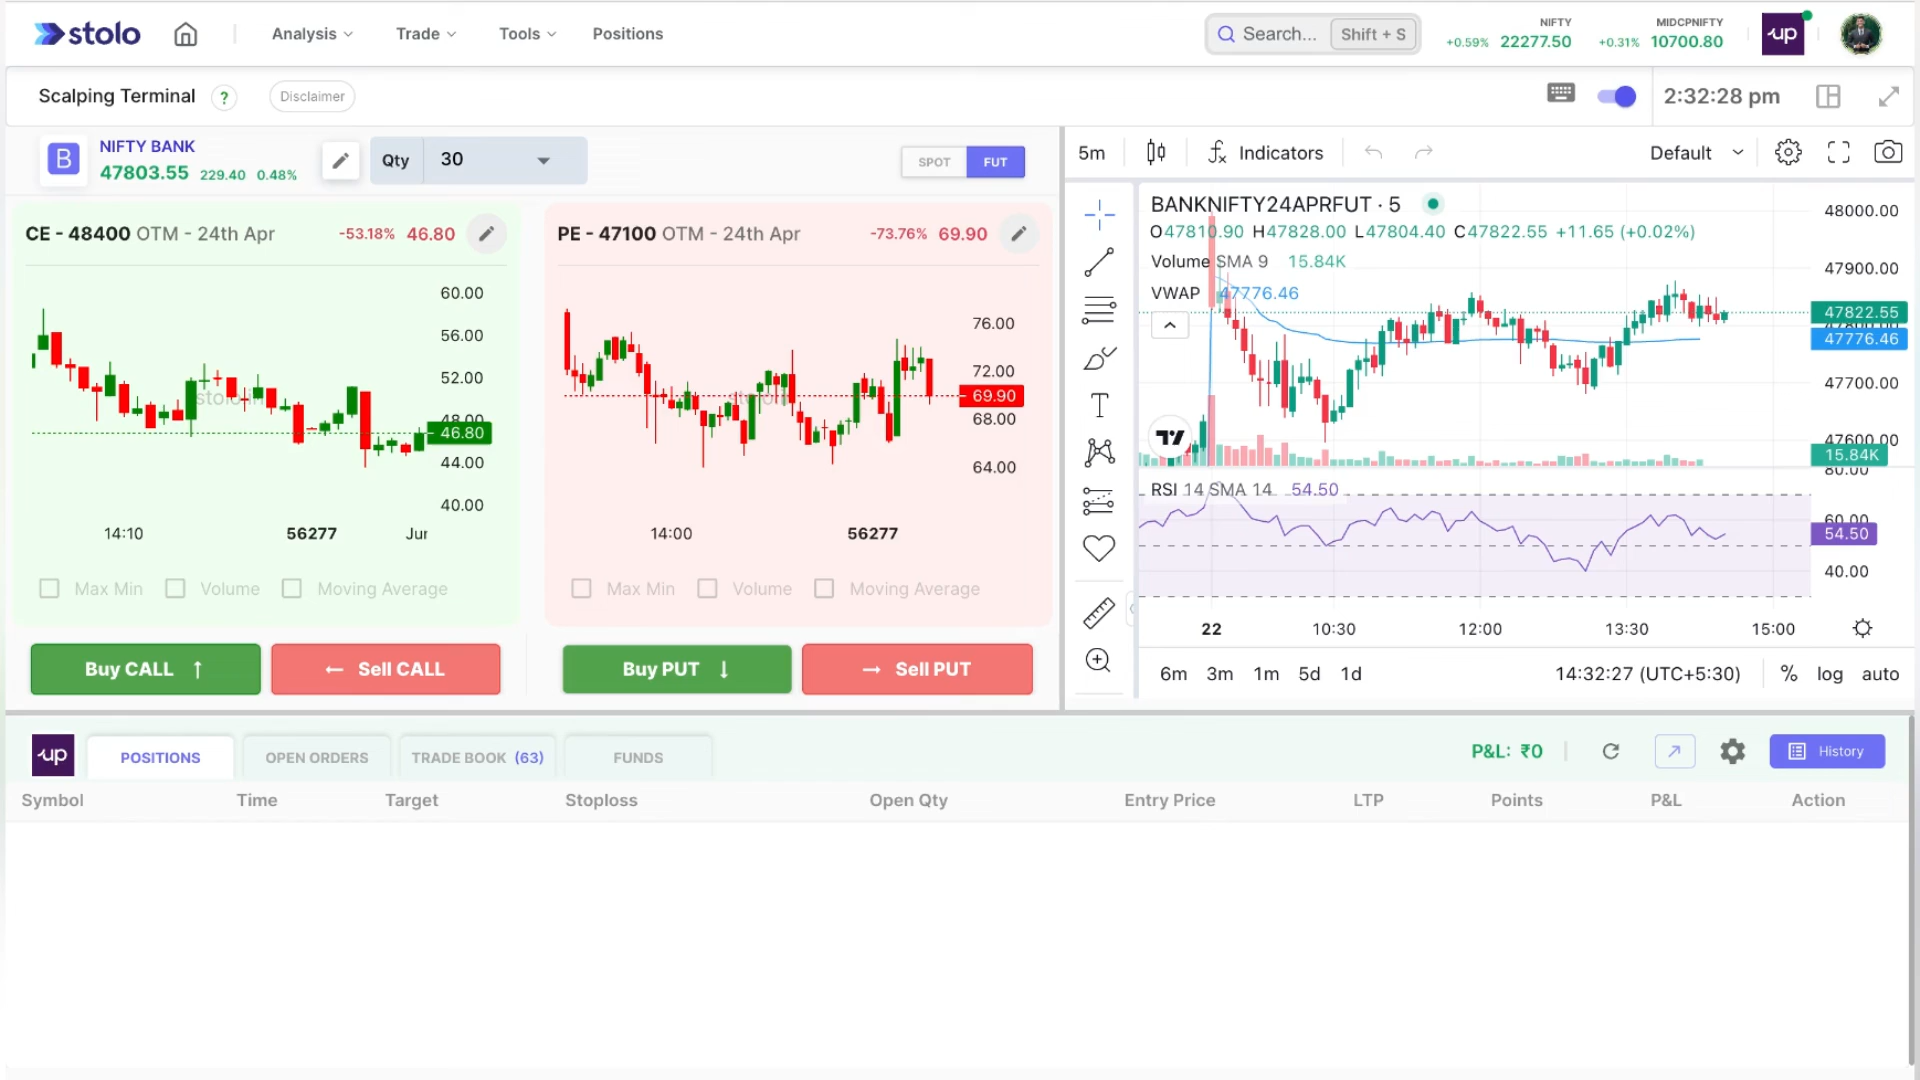 stolo
Analysis
Trade
Tools
Positions
Search...
Shift + S
NIFTY
+0.59% 22277.50
MIDCPNIFTY
+0.31% 10700.80
up
Scalping Terminal
?
Disclaimer
2:32:28 pm
B
NIFTY BANK
47803.55 229.40 0.48%
Qty
30
SPOT
FUT
CE - 48400 OTM - 24th Apr
-53.18% 46.80
60.00
56.00
52.00
48.00
46.80
44.00
40.00
14:10
56277
Jur
Max Min
Volume
Moving Average
PE - 47100 OTM - 24th Apr
-73.76% 69.90
76.00
72.00
69.90
68.00
64.00
14:00
56277
Max Min
Volume
Moving Average
Buy CALL ↑
← Sell CALL
Buy PUT ↓
→ Sell PUT
5m
Indicators
Default
BANKNIFTY24APRFUT · 5
O47810.90 H47828.00 L47804.40 C47822.55 +11.65 (+0.02%)
Volume SMA 9 15.84K
VWAP 47776.46
48000.00
47900.00
47822.55
47776.46
47700.00
47600.00
15.84K
80.00
RSI 14 SMA 14 54.50
60.00
54.50
40.00
22
10:30
12:00
13:30
15:00
6m 3m 1m 5d 1d
14:32:27 (UTC+5:30)
% log auto
up
POSITIONS
OPEN ORDERS
TRADE BOOK (63)
FUNDS
P&L: ₹0
History
Symbol
Time
Target
Stoploss
Open Qty
Entry Price
LTP
Points
P&L
Action